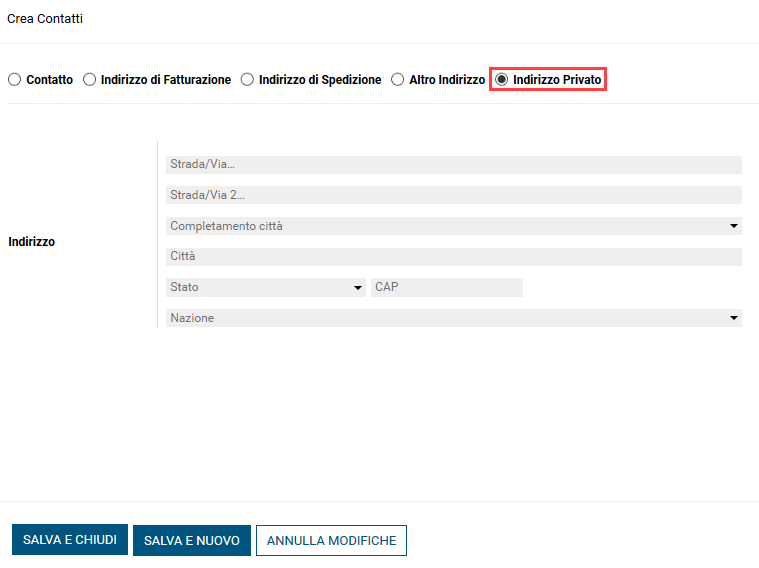 Crea Contatti
Contatto Indirizzo di Fatturazione Indirizzo di Spedizione Altro Indirizzo Indirizzo Privato
Strada/Via...
Strada/Via 2...
Completamento città
Indirizzo
Città
Stato CAP
Nazione
SALVA E CHIUDI SALVA E NUOVO ANNULLA MODIFICHE